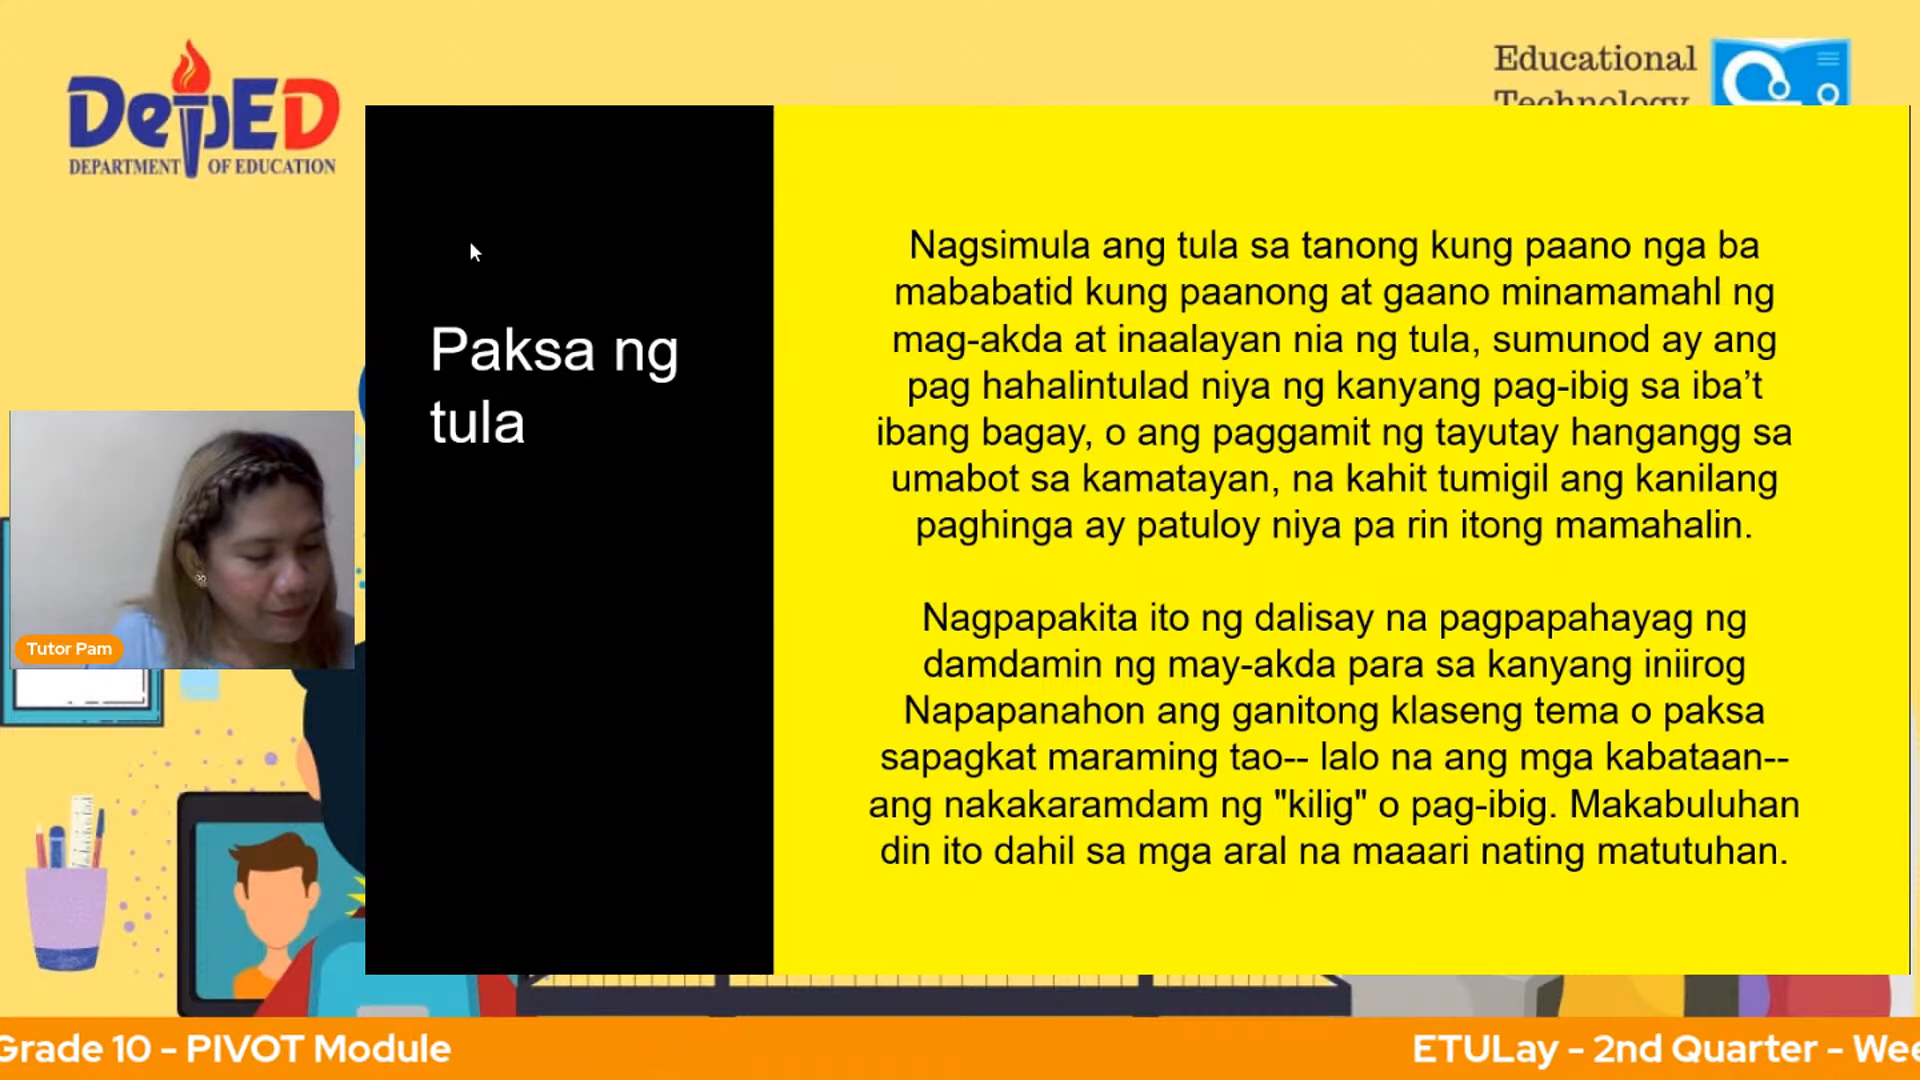 DepED
DEPARTMENT OF EDUCATION
Educational
Technology
Paksa ng
tula
Nagsimula ang tula sa tanong kung paano nga ba
mababatid kung paanong at gaano minamamahl ng
mag-akda at inaalayan nia ng tula, sumunod ay ang
pag hahalintulad niya ng kanyang pag-ibig sa iba’t
ibang bagay, o ang paggamit ng tayutay hangangg sa
umabot sa kamatayan, na kahit tumigil ang kanilang
paghinga ay patuloy niya pa rin itong mamahalin.
Nagpapakita ito ng dalisay na pagpapahayag ng
damdamin ng may-akda para sa kanyang iniirog
Napapanahon ang ganitong klaseng tema o paksa
sapagkat maraming tao-- lalo na ang mga kabataan--
ang nakakaramdam ng "kilig" o pag-ibig. Makabuluhan
din ito dahil sa mga aral na maaari nating matutuhan.
Tutor Pam
Grade 10 - PIVOT Module
ETULay - 2nd Quarter - Wee